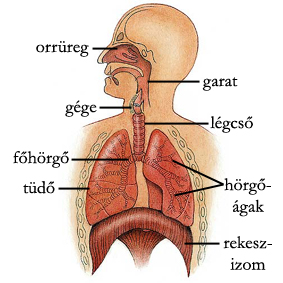 orrüreg
garat
gége
légcső
főhörgő
tüdő
hörgő-
ágak
rekesz-
izom